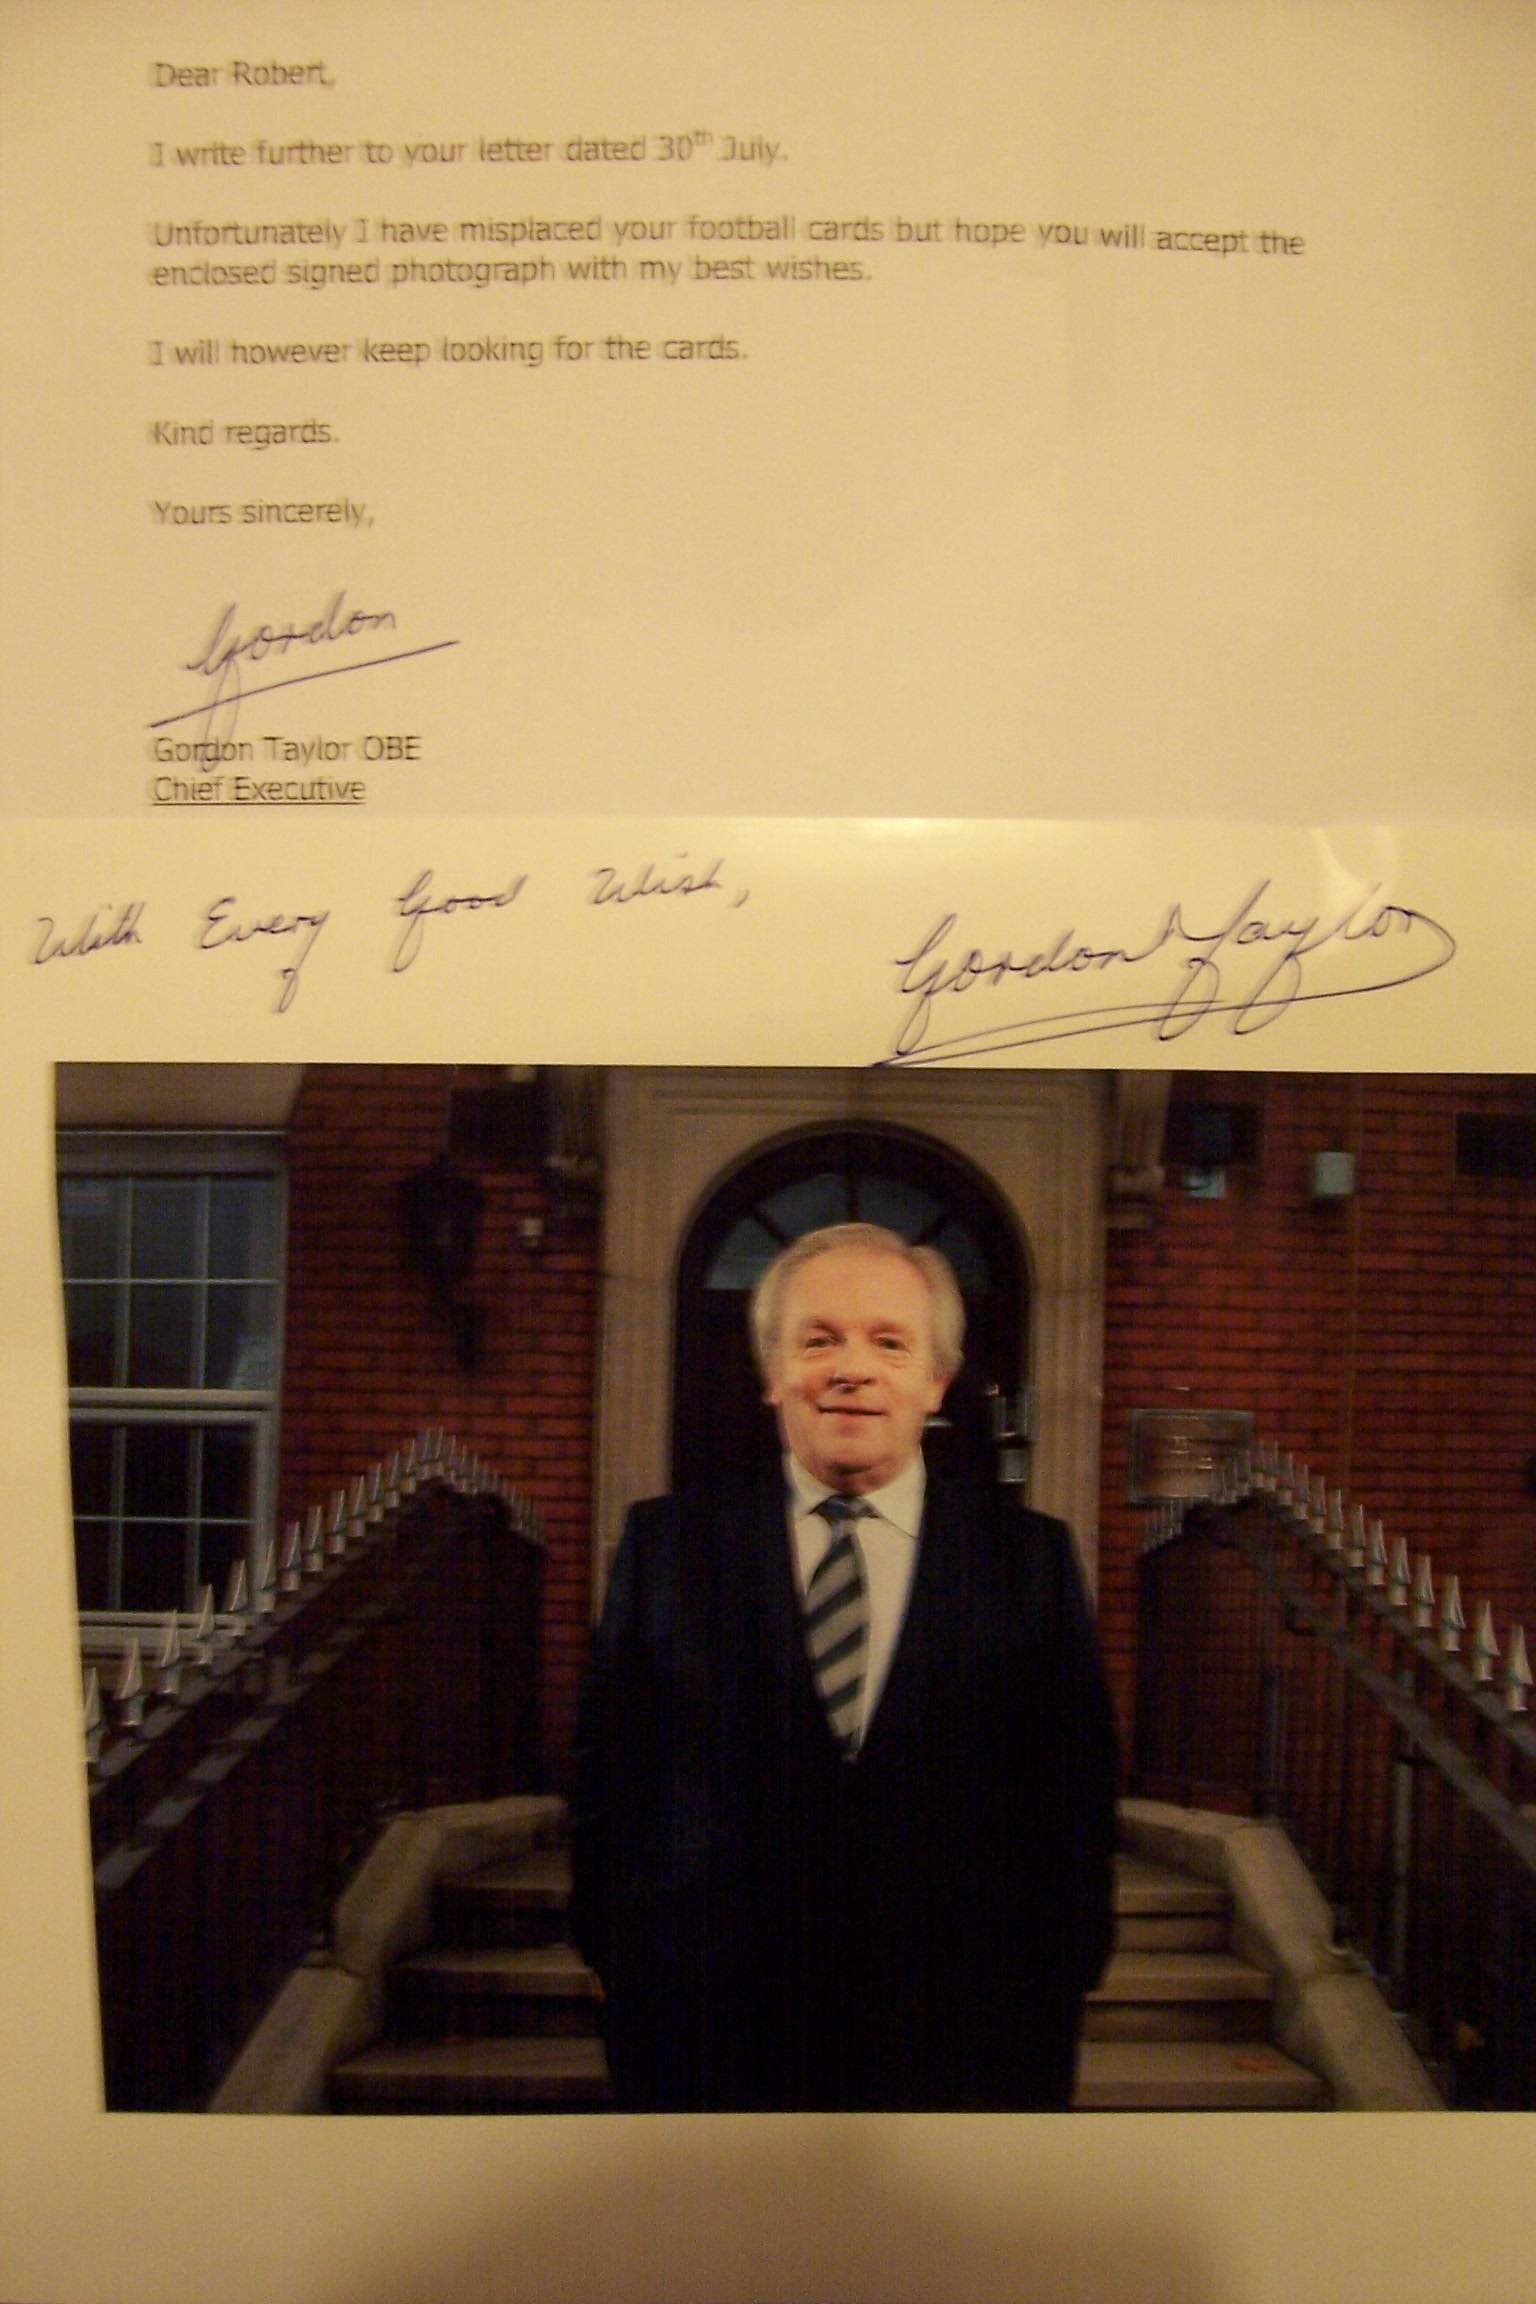 Dear Robert,
I write further to your letter dated 30th July.
Unfortunately I have misplaced your football cards but hope you will accept the
enclosed signed photograph with my best wishes.
I will however keep looking for the cards.
Kind regards.
Yours sincerely,
Gordon
Gordon Taylor OBE
Chief Executive
With Every Good Wish, Gordon Taylor